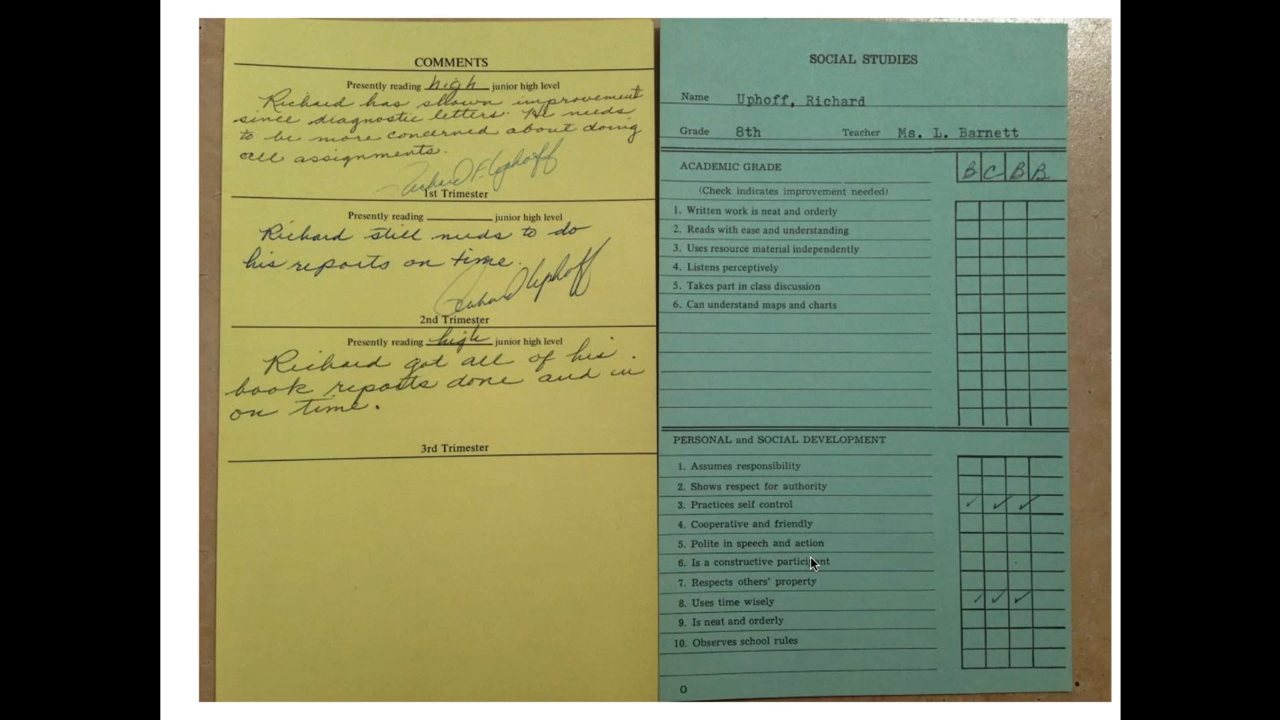 COMMENTS
Presently reading high junior high level
Richard has shown improvement
since diagnostic letters. He needs
to be more concerned about doing
all assignments.
Richard F. Uphoff
1st Trimester
Presently reading ______ junior high level
Richard still needs to do
his reports on time.
Richard Uphoff
2nd Trimester
Presently reading high junior high level
Richard got all of his
book reports done and in
on time.
3rd Trimester
SOCIAL STUDIES
Name Uphoff, Richard
Grade 8th Teacher Ms. L. Barnett
ACADEMIC GRADE B C B B
(Check indicates improvement needed)
1. Written work is neat and orderly
2. Reads with ease and understanding
3. Uses resource material independently
4. Listens perceptively
5. Takes part in class discussion
6. Can understand maps and charts
PERSONAL and SOCIAL DEVELOPMENT
1. Assumes responsibility
2. Shows respect for authority
3. Practices self control ✓ ✓ ✓
4. Cooperative and friendly
5. Polite in speech and action
6. Is a constructive participant
7. Respects others' property
8. Uses time wisely ✓ ✓ ✓
9. Is neat and orderly
10. Observes school rules
O